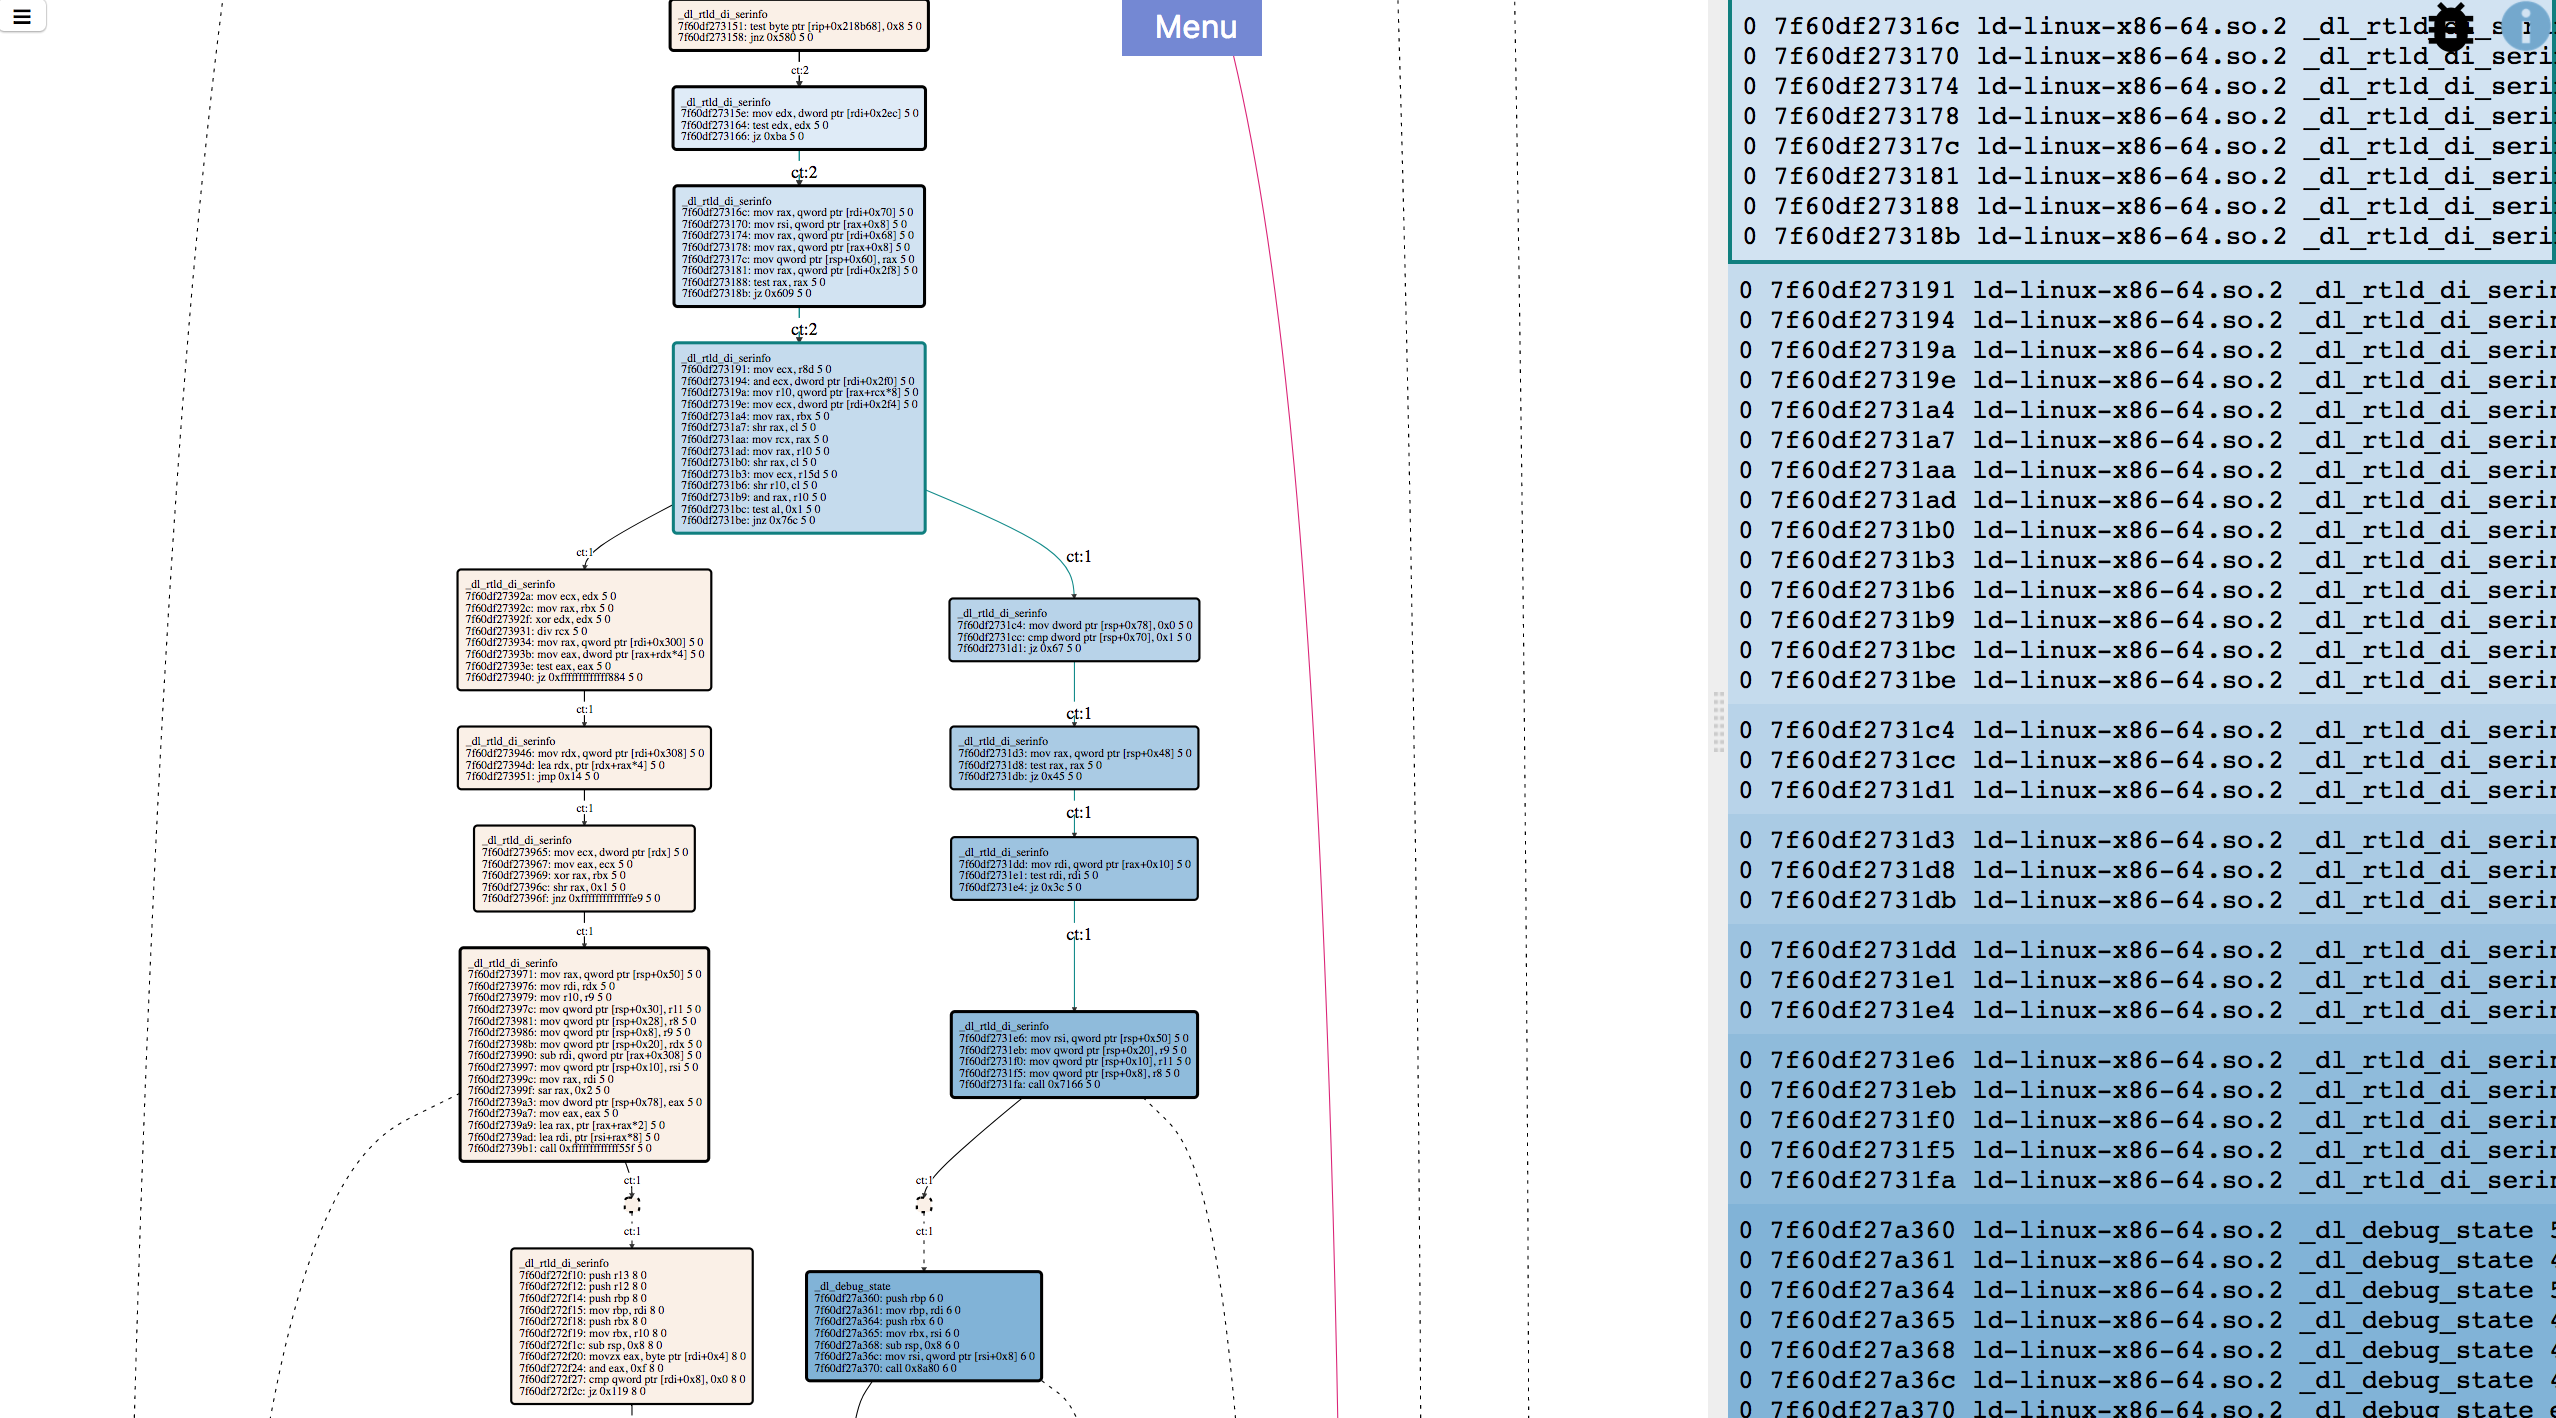 ☰
Menu
_dl_rtld_di_serinfo
7f60df273151: test byte ptr [rip+0x218b68], 0x8 5 0
7f60df273158: jnz 0x580 5 0
ct:2
_dl_rtld_di_serinfo
7f60df27315e: mov edx, dword ptr [rdi+0x2ec] 5 0
7f60df273164: test edx, edx 5 0
7f60df273166: jz 0xba 5 0
ct:2
_dl_rtld_di_serinfo
7f60df27316c: mov rax, qword ptr [rdi+0x70] 5 0
7f60df273170: mov rsi, qword ptr [rax+0x8] 5 0
7f60df273174: mov rax, qword ptr [rdi+0x68] 5 0
7f60df273178: mov rax, qword ptr [rax+0x8] 5 0
7f60df27317c: mov qword ptr [rsp+0x60], rax 5 0
7f60df273181: mov rax, qword ptr [rdi+0x2f8] 5 0
7f60df273188: test rax, rax 5 0
7f60df27318b: jz 0x609 5 0
ct:2
_dl_rtld_di_serinfo
7f60df273191: mov ecx, r8d 5 0
7f60df273194: and ecx, dword ptr [rdi+0x2f0] 5 0
7f60df27319a: mov r10, qword ptr [rax+rcx*8] 5 0
7f60df27319e: mov ecx, dword ptr [rdi+0x2f4] 5 0
7f60df2731a4: mov rax, rbx 5 0
7f60df2731a7: shr rax, cl 5 0
7f60df2731aa: mov rcx, rax 5 0
7f60df2731ad: mov rax, r10 5 0
7f60df2731b0: shr rax, cl 5 0
7f60df2731b3: mov ecx, r15d 5 0
7f60df2731b6: shr r10, cl 5 0
7f60df2731b9: and rax, r10 5 0
7f60df2731bc: test al, 0x1 5 0
7f60df2731be: jnz 0x76c 5 0
ct:1
_dl_rtld_di_serinfo
7f60df27392a: mov ecx, edx 5 0
7f60df27392c: mov rax, rbx 5 0
7f60df27392f: xor edx, edx 5 0
7f60df273931: div rcx 5 0
7f60df273934: mov rax, qword ptr [rdi+0x300] 5 0
7f60df27393b: mov eax, dword ptr [rax+rdx*4] 5 0
7f60df27393e: test eax, eax 5 0
7f60df273940: jz 0xfffffffffffff884 5 0
ct:1
_dl_rtld_di_serinfo
7f60df273946: mov rdx, qword ptr [rdi+0x308] 5 0
7f60df27394d: lea rdx, ptr [rdx+rax*4] 5 0
7f60df273951: jmp 0x14 5 0
ct:1
_dl_rtld_di_serinfo
7f60df273965: mov ecx, dword ptr [rdx] 5 0
7f60df273967: mov eax, ecx 5 0
7f60df273969: xor rax, rbx 5 0
7f60df27396c: shr rax, 0x1 5 0
7f60df27396f: jnz 0xffffffffffffffe9 5 0
ct:1
_dl_rtld_di_serinfo
7f60df273971: mov rax, qword ptr [rsp+0x50] 5 0
7f60df273976: mov rdi, rdx 5 0
7f60df273979: mov r10, r9 5 0
7f60df27397c: mov qword ptr [rsp+0x30], r11 5 0
7f60df273981: mov qword ptr [rsp+0x28], r8 5 0
7f60df273986: mov qword ptr [rsp+0x8], r9 5 0
7f60df27398b: mov qword ptr [rsp+0x20], rdx 5 0
7f60df273990: sub rdi, qword ptr [rax+0x308] 5 0
7f60df273997: mov qword ptr [rsp+0x10], rsi 5 0
7f60df27399c: mov rax, rdi 5 0
7f60df27399f: sar rax, 0x2 5 0
7f60df2739a3: mov dword ptr [rsp+0x78], eax 5 0
7f60df2739a7: mov eax, eax 5 0
7f60df2739a9: lea rax, ptr [rax+rax*2] 5 0
7f60df2739ad: lea rdi, ptr [rsi+rax*8] 5 0
7f60df2739b1: call 0xfffffffffffff55f 5 0
ct:1
ct:1
_dl_rtld_di_serinfo
7f60df272f10: push r13 8 0
7f60df272f12: push r12 8 0
7f60df272f14: push rbp 8 0
7f60df272f15: mov rbp, rdi 8 0
7f60df272f18: push rbx 8 0
7f60df272f19: mov rbx, r10 8 0
7f60df272f1c: sub rsp, 0x8 8 0
7f60df272f20: movzx eax, byte ptr [rdi+0x4] 8 0
7f60df272f24: and eax, 0xf 8 0
7f60df272f27: cmp qword ptr [rdi+0x8], 0x0 8 0
7f60df272f2c: jz 0x119 8 0
ct:1
_dl_rtld_di_serinfo
7f60df2731c4: mov dword ptr [rsp+0x78], 0x0 5 0
7f60df2731cc: cmp dword ptr [rsp+0x70], 0x1 5 0
7f60df2731d1: jz 0x67 5 0
ct:1
_dl_rtld_di_serinfo
7f60df2731d3: mov rax, qword ptr [rsp+0x48] 5 0
7f60df2731d8: test rax, rax 5 0
7f60df2731db: jz 0x45 5 0
ct:1
_dl_rtld_di_serinfo
7f60df2731dd: mov rdi, qword ptr [rax+0x10] 5 0
7f60df2731e1: test rdi, rdi 5 0
7f60df2731e4: jz 0x3c 5 0
ct:1
_dl_rtld_di_serinfo
7f60df2731e6: mov rsi, qword ptr [rsp+0x50] 5 0
7f60df2731eb: mov qword ptr [rsp+0x20], r9 5 0
7f60df2731f0: mov qword ptr [rsp+0x10], r11 5 0
7f60df2731f5: mov qword ptr [rsp+0x8], r8 5 0
7f60df2731fa: call 0x7166 5 0
ct:1
ct:1
_dl_debug_state
7f60df27a360: push rbp 6 0
7f60df27a361: mov rbp, rdi 6 0
7f60df27a364: push rbx 6 0
7f60df27a365: mov rbx, rsi 6 0
7f60df27a368: sub rsp, 0x8 6 0
7f60df27a36c: mov rsi, qword ptr [rsi+0x8] 6 0
7f60df27a370: call 0x8a80 6 0
0 7f60df27316c ld-linux-x86-64.so.2
0 7f60df273170 ld-linux-x86-64.so.2 _dl_rtld_di_seri
0 7f60df273174 ld-linux-x86-64.so.2 _dl_rtld_di_seri
0 7f60df273178 ld-linux-x86-64.so.2 _dl_rtld_di_seri
0 7f60df27317c ld-linux-x86-64.so.2 _dl_rtld_di_seri
0 7f60df273181 ld-linux-x86-64.so.2 _dl_rtld_di_seri
0 7f60df273188 ld-linux-x86-64.so.2 _dl_rtld_di_seri
0 7f60df27318b ld-linux-x86-64.so.2 _dl_rtld_di_seri
0 7f60df273191 ld-linux-x86-64.so.2 _dl_rtld_di_serin
0 7f60df273194 ld-linux-x86-64.so.2 _dl_rtld_di_serin
0 7f60df27319a ld-linux-x86-64.so.2 _dl_rtld_di_serin
0 7f60df27319e ld-linux-x86-64.so.2 _dl_rtld_di_serin
0 7f60df2731a4 ld-linux-x86-64.so.2 _dl_rtld_di_serin
0 7f60df2731a7 ld-linux-x86-64.so.2 _dl_rtld_di_serin
0 7f60df2731aa ld-linux-x86-64.so.2 _dl_rtld_di_serin
0 7f60df2731ad ld-linux-x86-64.so.2 _dl_rtld_di_serin
0 7f60df2731b0 ld-linux-x86-64.so.2 _dl_rtld_di_serin
0 7f60df2731b3 ld-linux-x86-64.so.2 _dl_rtld_di_serin
0 7f60df2731b6 ld-linux-x86-64.so.2 _dl_rtld_di_serin
0 7f60df2731b9 ld-linux-x86-64.so.2 _dl_rtld_di_serin
0 7f60df2731bc ld-linux-x86-64.so.2 _dl_rtld_di_serin
0 7f60df2731be ld-linux-x86-64.so.2 _dl_rtld_di_serin
0 7f60df2731c4 ld-linux-x86-64.so.2 _dl_rtld_di_serin
0 7f60df2731cc ld-linux-x86-64.so.2 _dl_rtld_di_serin
0 7f60df2731d1 ld-linux-x86-64.so.2 _dl_rtld_di_serin
0 7f60df2731d3 ld-linux-x86-64.so.2 _dl_rtld_di_serin
0 7f60df2731d8 ld-linux-x86-64.so.2 _dl_rtld_di_serin
0 7f60df2731db ld-linux-x86-64.so.2 _dl_rtld_di_serin
0 7f60df2731dd ld-linux-x86-64.so.2 _dl_rtld_di_serin
0 7f60df2731e1 ld-linux-x86-64.so.2 _dl_rtld_di_serin
0 7f60df2731e4 ld-linux-x86-64.so.2 _dl_rtld_di_serin
0 7f60df2731e6 ld-linux-x86-64.so.2 _dl_rtld_di_serin
0 7f60df2731eb ld-linux-x86-64.so.2 _dl_rtld_di_serin
0 7f60df2731f0 ld-linux-x86-64.so.2 _dl_rtld_di_serin
0 7f60df2731f5 ld-linux-x86-64.so.2 _dl_rtld_di_serin
0 7f60df2731fa ld-linux-x86-64.so.2 _dl_rtld_di_serin
0 7f60df27a360 ld-linux-x86-64.so.2 _dl_debug_state 5
0 7f60df27a361 ld-linux-x86-64.so.2 _dl_debug_state 4
0 7f60df27a364 ld-linux-x86-64.so.2 _dl_debug_state 5
0 7f60df27a365 ld-linux-x86-64.so.2 _dl_debug_state 4
0 7f60df27a368 ld-linux-x86-64.so.2 _dl_debug_state 4
0 7f60df27a36c ld-linux-x86-64.so.2 _dl_debug_state 4
0 7f60df27a370 ld-linux-x86-64.so.2 _dl_debug_state